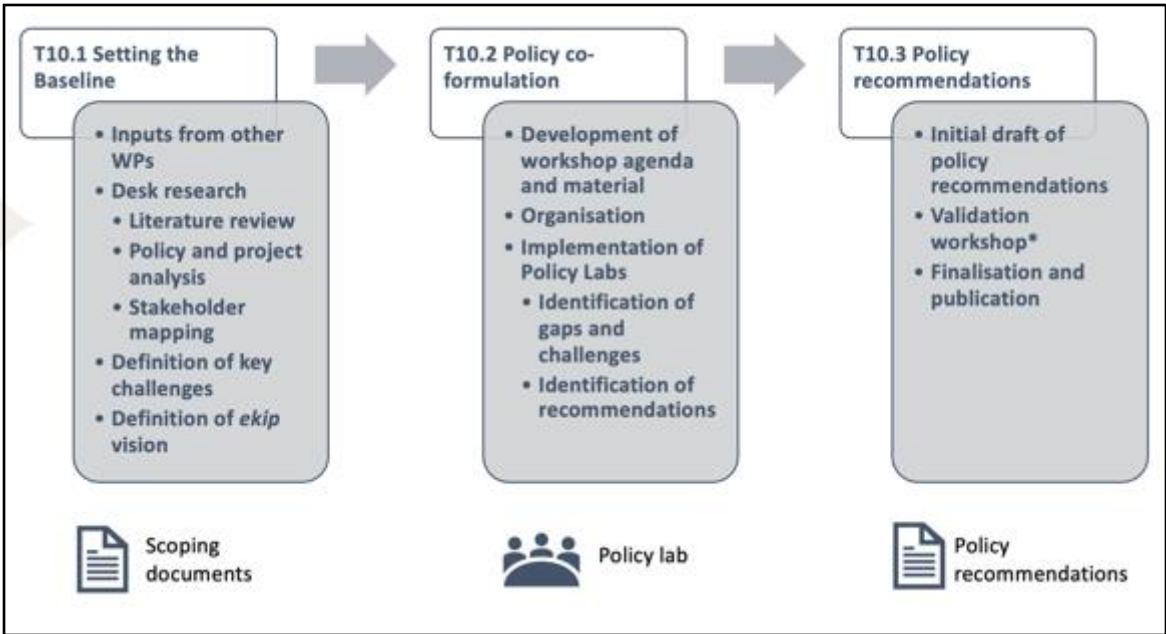 T10.1 Setting the
Baseline
• Inputs from other
WPs
• Desk research
• Literature review
• Policy and project
analysis
• Stakeholder
mapping
• Definition of key
challenges
• Definition of ekip
vision
Scoping
documents
T10.2 Policy co-
formulation
• Development of
workshop agenda
and material
• Organisation
• Implementation of
Policy Labs
• Identification of
gaps and
challenges
• Identification of
recommendations
Policy lab
T10.3 Policy
recommendations
• Initial draft of
policy
recommendations
• Validation
workshop*
• Finalisation and
publication
Policy
recommendations